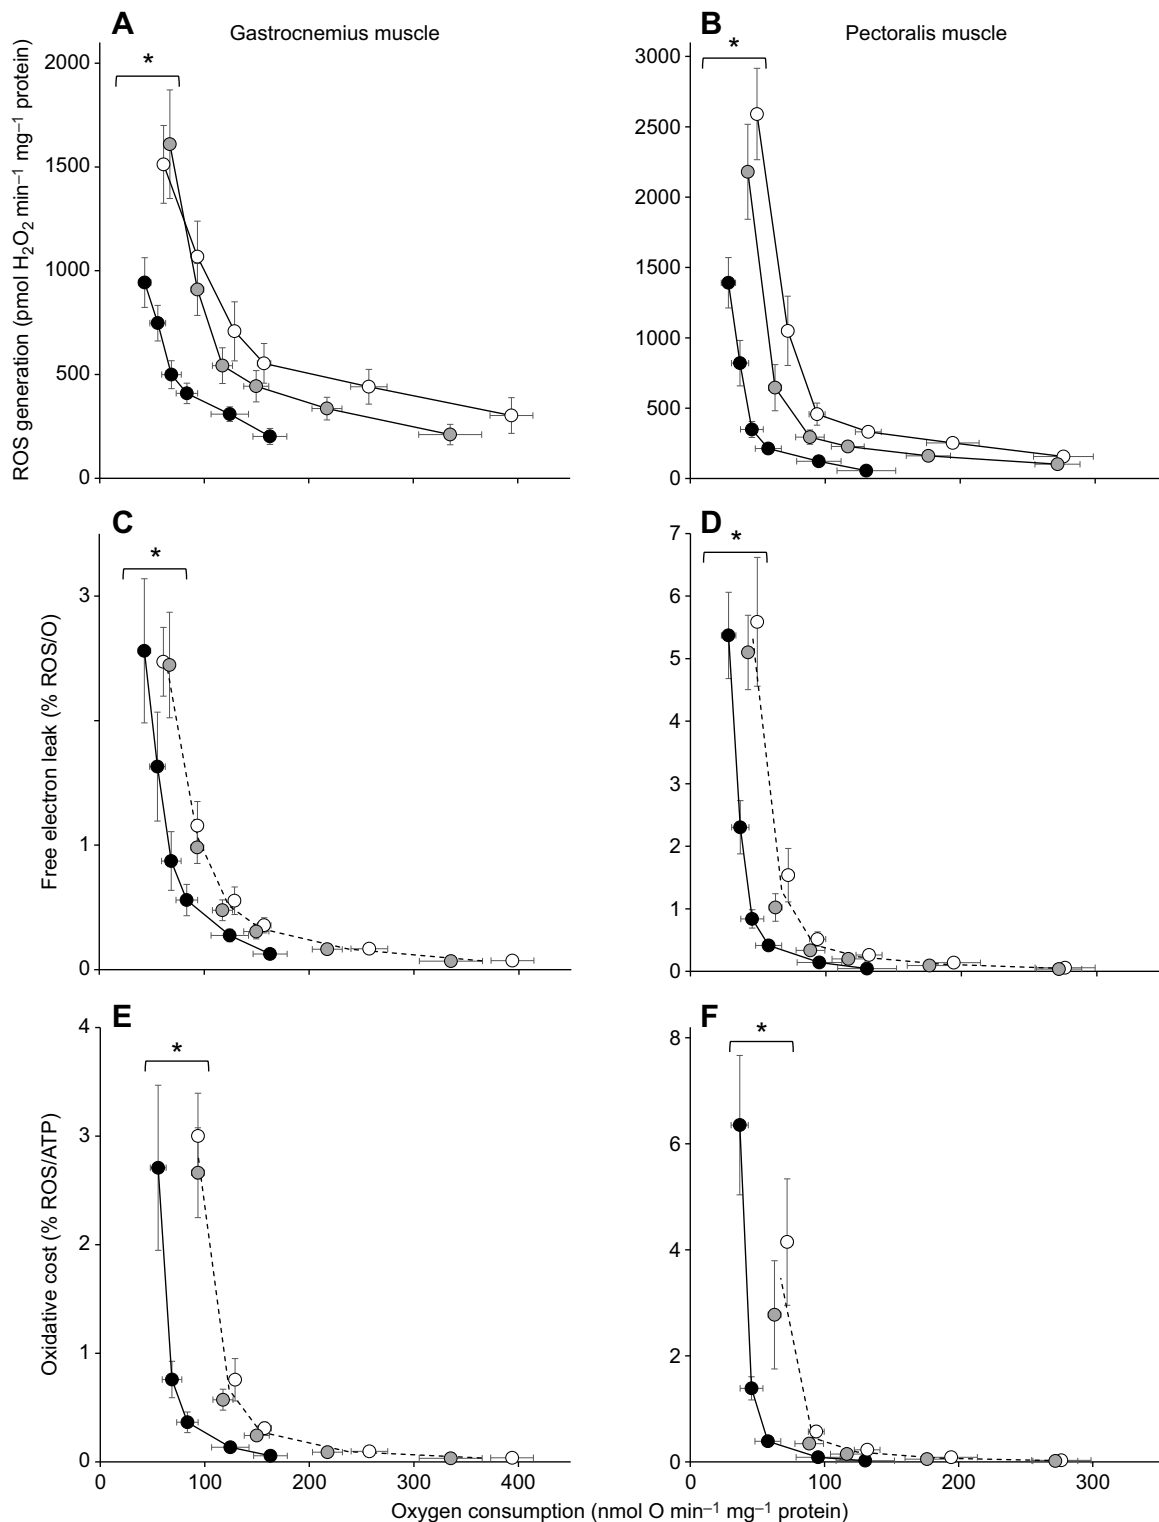 A
Gastrocnemius muscle
B
Pectoralis muscle
ROS generation (pmol H₂O₂ min⁻¹ mg⁻¹ protein)
*
2000
1500
1000
500
0
*
3000
2500
2000
1500
1000
500
0
C
D
Free electron leak (% ROS/O)
*
3
1
0
*
7
6
5
4
3
2
1
0
E
F
Oxidative cost (% ROS/ATP)
*
4
3
2
1
0
0 100 200 300 400
*
8
6
4
2
0
0 100 200 300
Oxygen consumption (nmol O min⁻¹ mg⁻¹ protein)